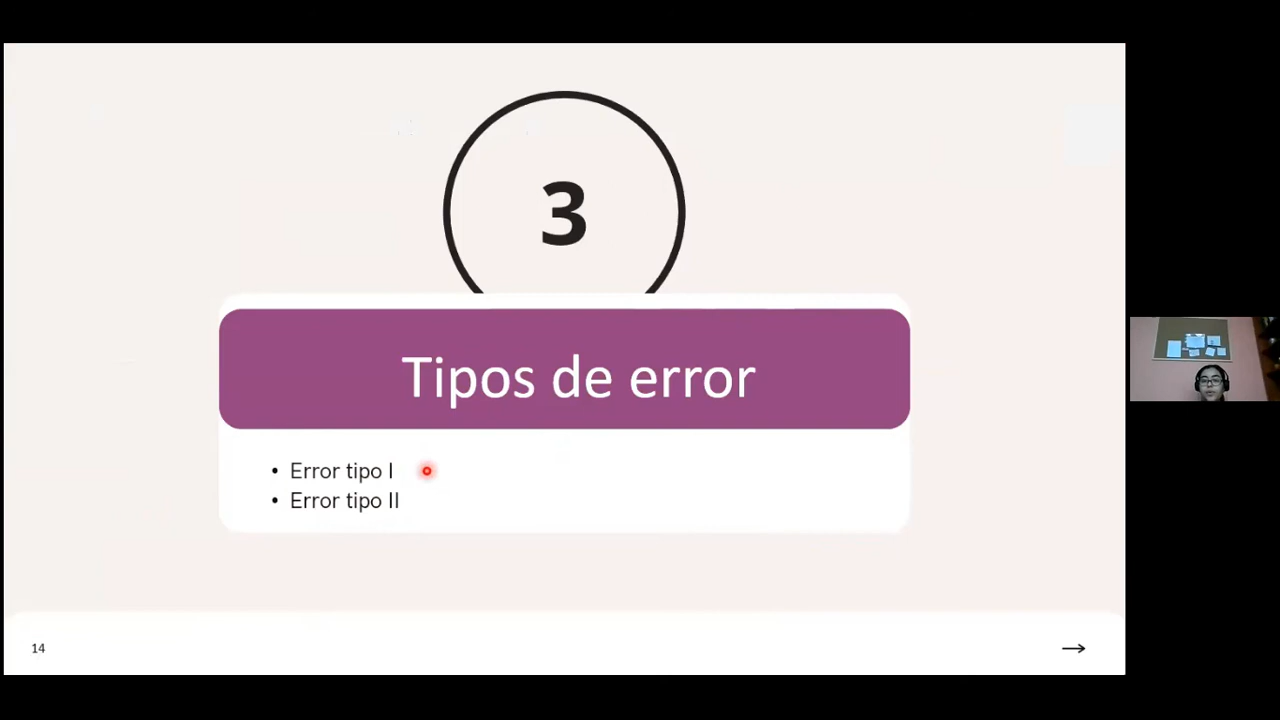 3
Tipos de error
• Error tipo I
• Error tipo II
14